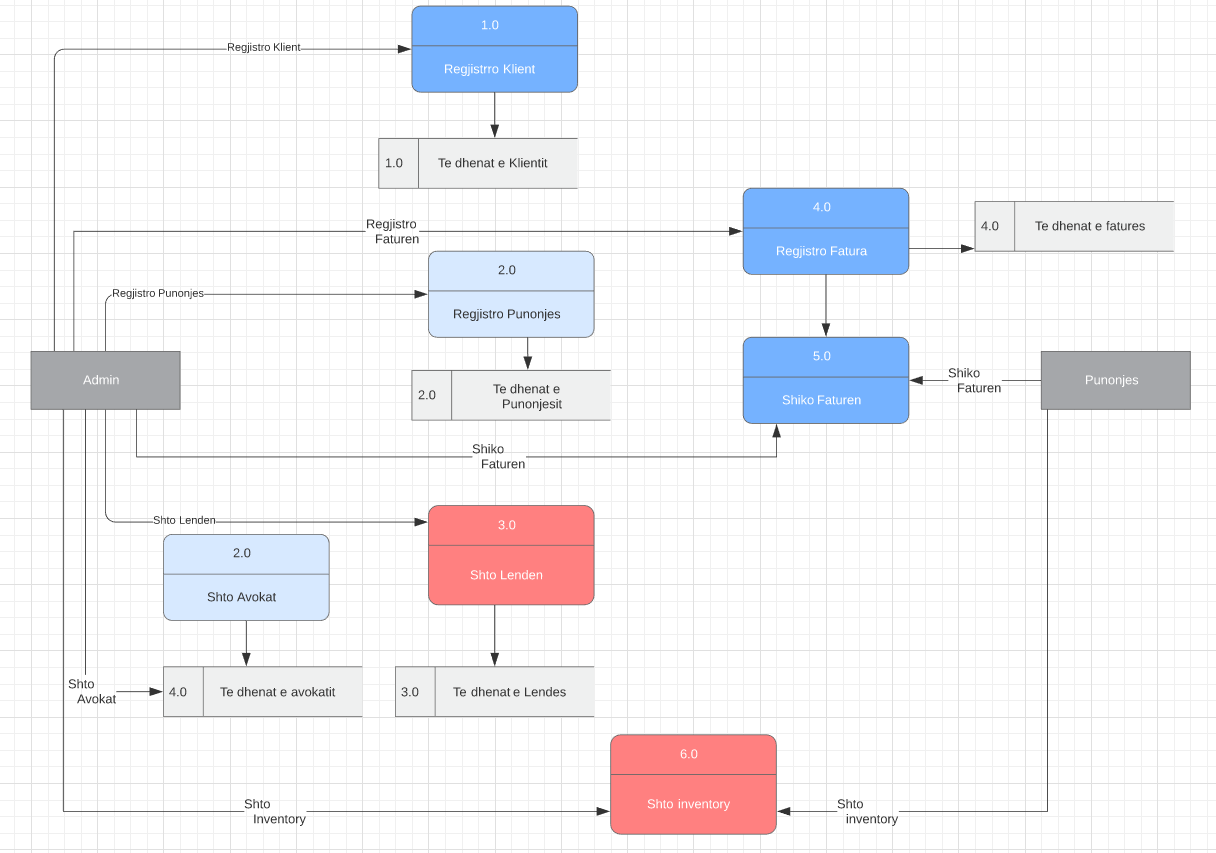 1.0
Regjistro Klient
Regjistrro Klient
1.0
Te dhenat e Klientit
4.0
Regjistro
Faturen
4.0
Te dhenat e fatures
Regjistro Fatura
2.0
Regjistro Punonjes
Regjistro Punonjes
5.0
Admin
Shiko
Faturen
Punonjes
2.0
Te dhenat e
Punonjesit
Shiko Faturen
Shiko
Faturen
Shto Lenden
3.0
2.0
Shto Lenden
Shto Avokat
Shto
Avokat
4.0
Te dhenat e avokatit
3.0
Te dhenat e Lendes
6.0
Shto
Inventory
Shto inventory
Shto
inventory